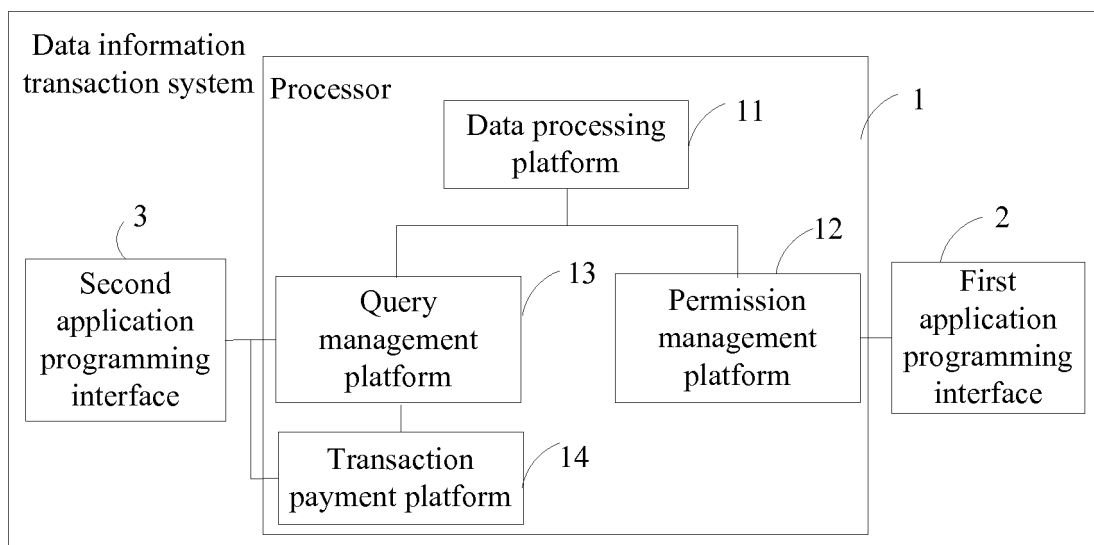 Data information
transaction system
Processor
1
Data processing
platform
11
3
Second
application
programming
interface
Query
management
platform
13
12
Permission
management
platform
2
First
application
programming
interface
Transaction
payment platform
14